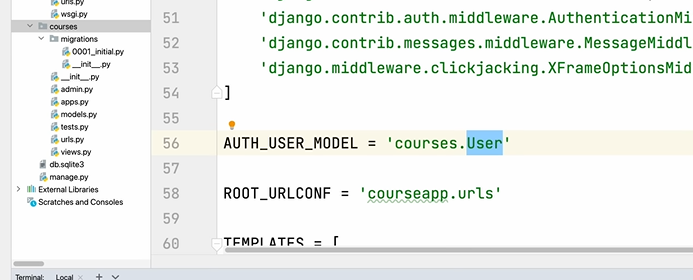 urls.py
wsgi.py
courses
migrations
0001_initial.py
__init__.py
__init__.py
admin.py
apps.py
models.py
tests.py
urls.py
views.py
db.sqlite3
manage.py
External Libraries
Scratches and Consoles
51 'django.contrib.auth.middleware.AuthenticationMi
52 'django.contrib.messages.middleware.MessageMiddl
53 'django.middleware.clickjacking.XFrameOptionsMid
54 ]
55
56 AUTH_USER_MODEL = 'courses.User'
57
58 ROOT_URLCONF = 'courseapp.urls'
59
60 TEMPLATES = [
Terminal: Local × + ∨